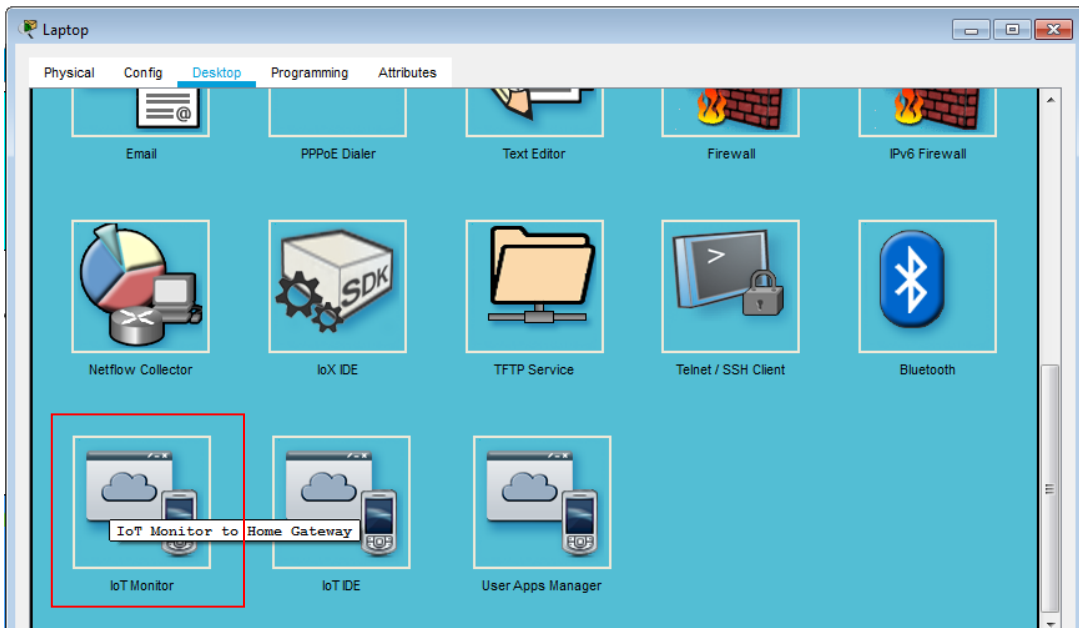 Laptop
Physical Config Desktop Programming Attributes
@
Email PPPoE Dialer Text Editor Firewall IPv6 Firewall
SDK
>
Netflow Collector IoX IDE TFTP Service Telnet / SSH Client Bluetooth
IoT Monitor to Home Gateway
IoT Monitor IoT IDE User Apps Manager